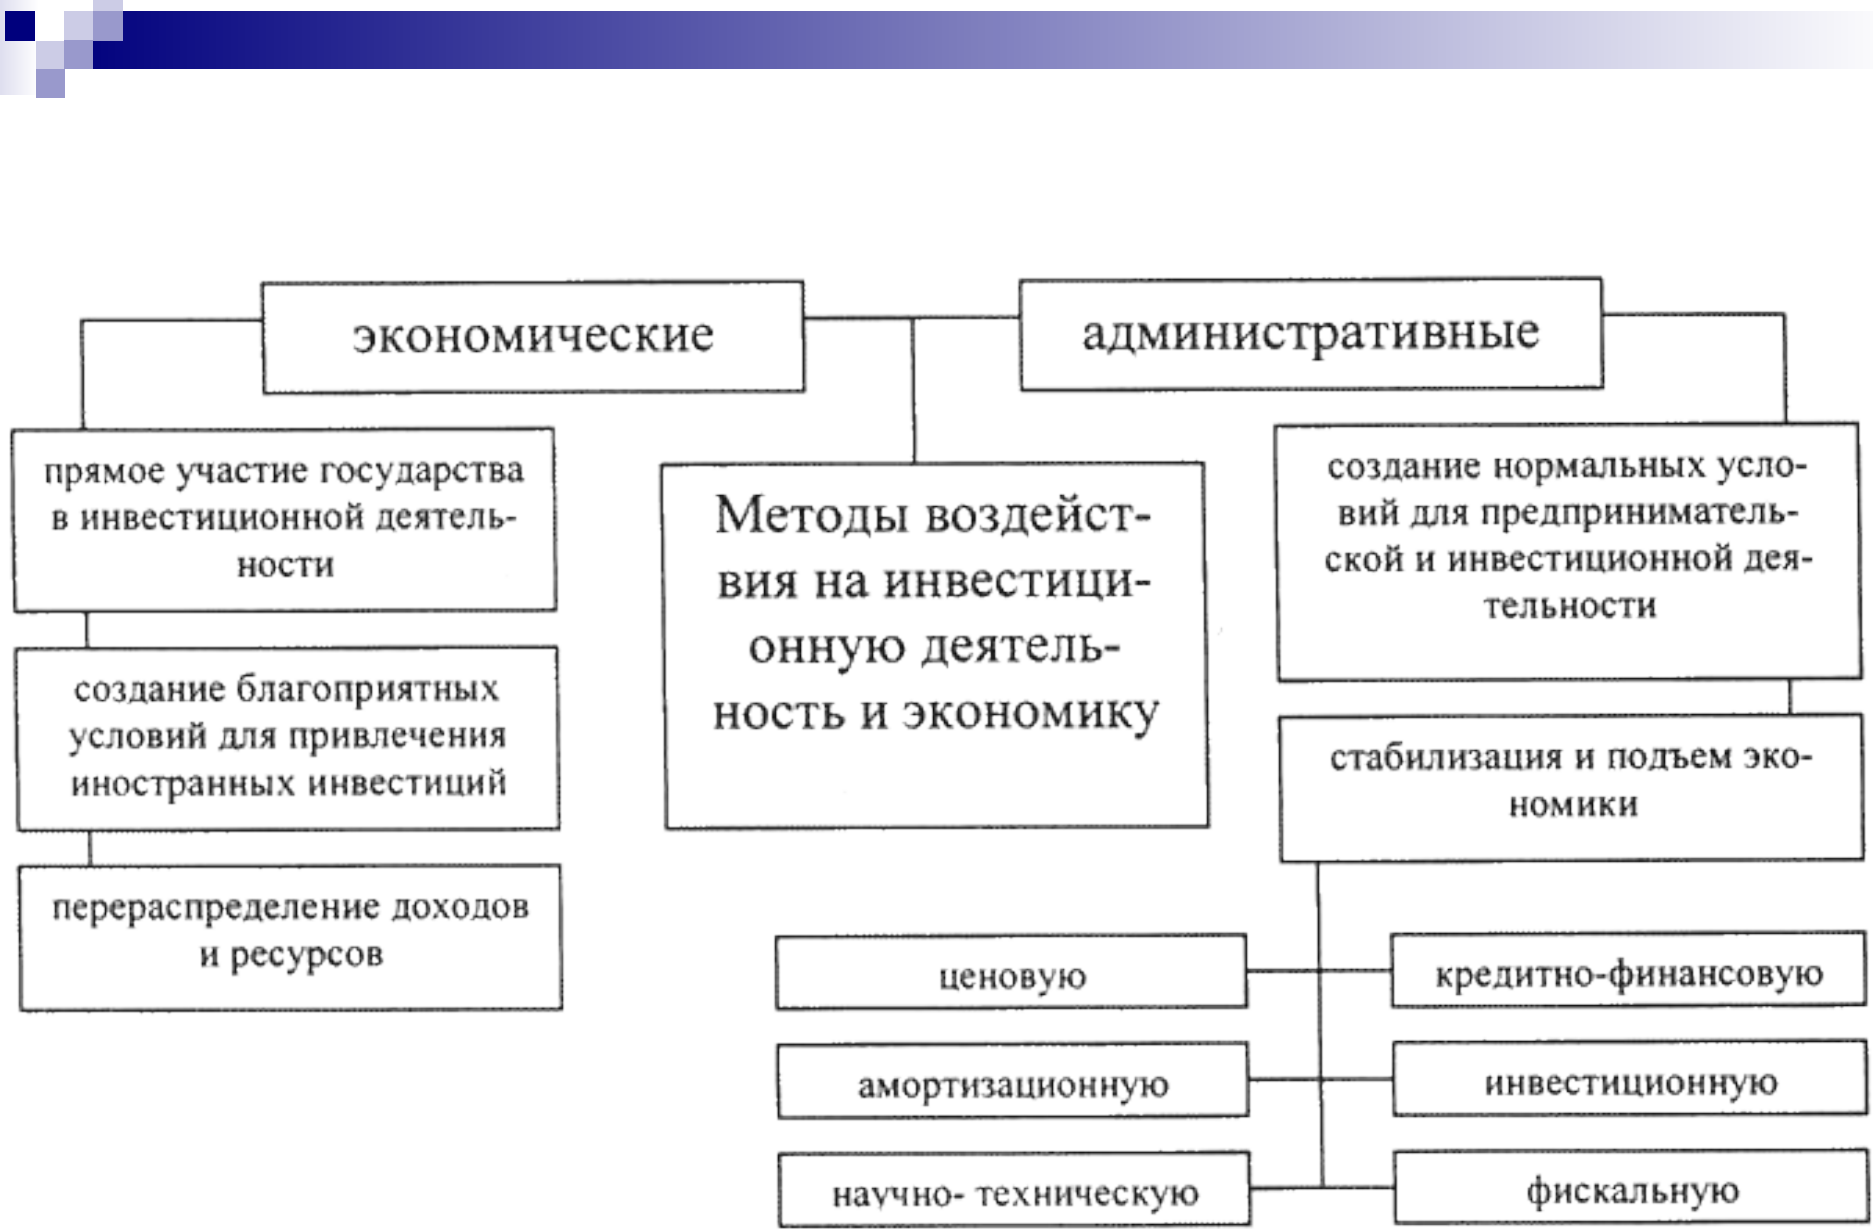 экономические
административные
прямое участие государства
в инвестиционной деятель-
ности
создание благоприятных
условий для привлечения
иностранных инвестиций
перераспределение доходов
и ресурсов
Методы воздейст-
вия на инвестици-
онную деятель-
ность и экономику
создание нормальных усло-
вий для предприниматель-
ской и инвестиционной дея-
тельности
стабилизация и подъем эко-
номики
ценовую
кредитно-финансовую
амортизационную
инвестиционную
научно- техническую
фискальную